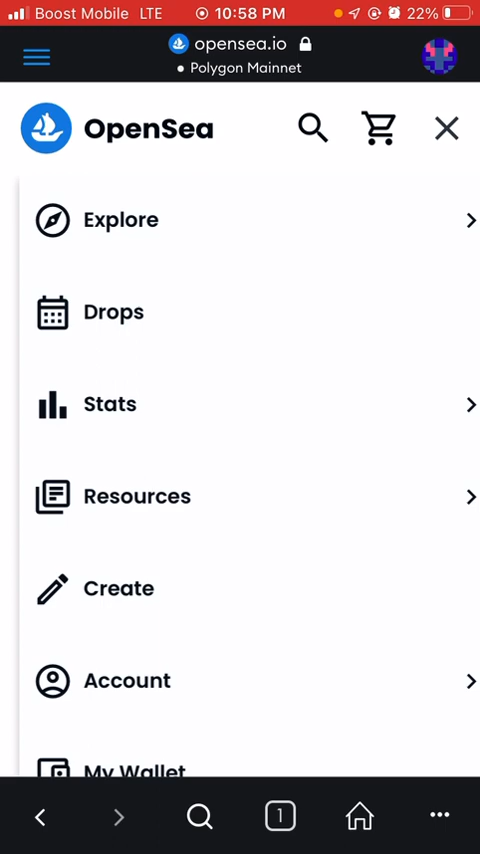 Boost Mobile LTE 10:58 PM 22%
opensea.io
Polygon Mainnet
OpenSea
Explore
Drops
Stats
Resources
Create
Account
My Wallet
1